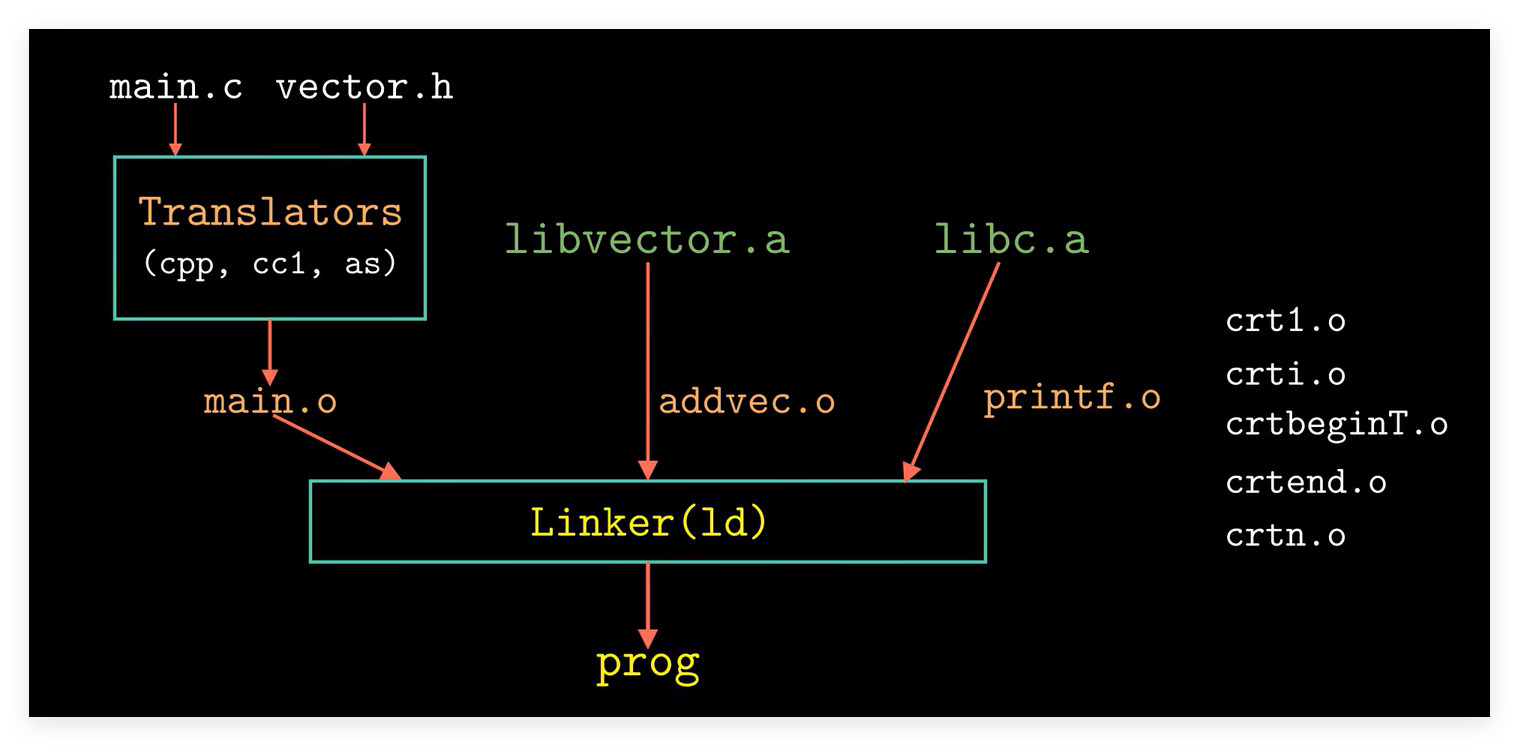 main.c vector.h
Translators
(cpp, cc1, as)
libvector.a
libc.a
crt1.o
crti.o
main.o
addvec.o
printf.o
crtbeginT.o
crtend.o
Linker(ld)
crtn.o
prog